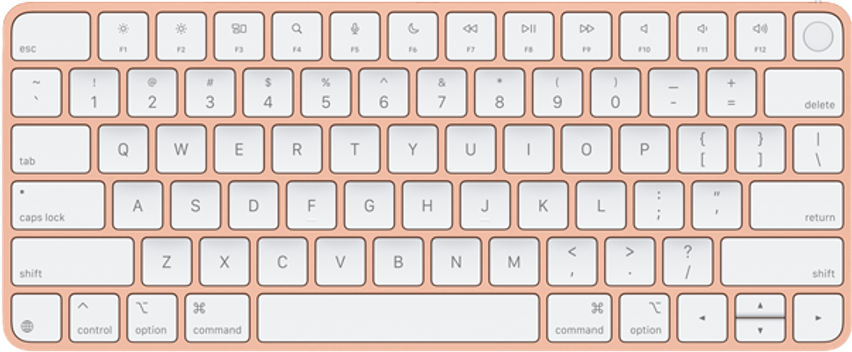 esc F1 F2 F3 F4 F5 F6 F7 F8 F9 F10 F11 F12
~ ! @ # $ % ^ & * ( ) _ +
` 1 2 3 4 5 6 7 8 9 0 - = delete
tab Q W E R T Y U I O P { [ } ] | \
caps lock A S D F G H J K L : ; " ' return
shift Z X C V B N M < , > . ? / shift
^ control ⌥ option ⌘ command ⌘ command ⌥ option ◂ ▴ ▾ ▸